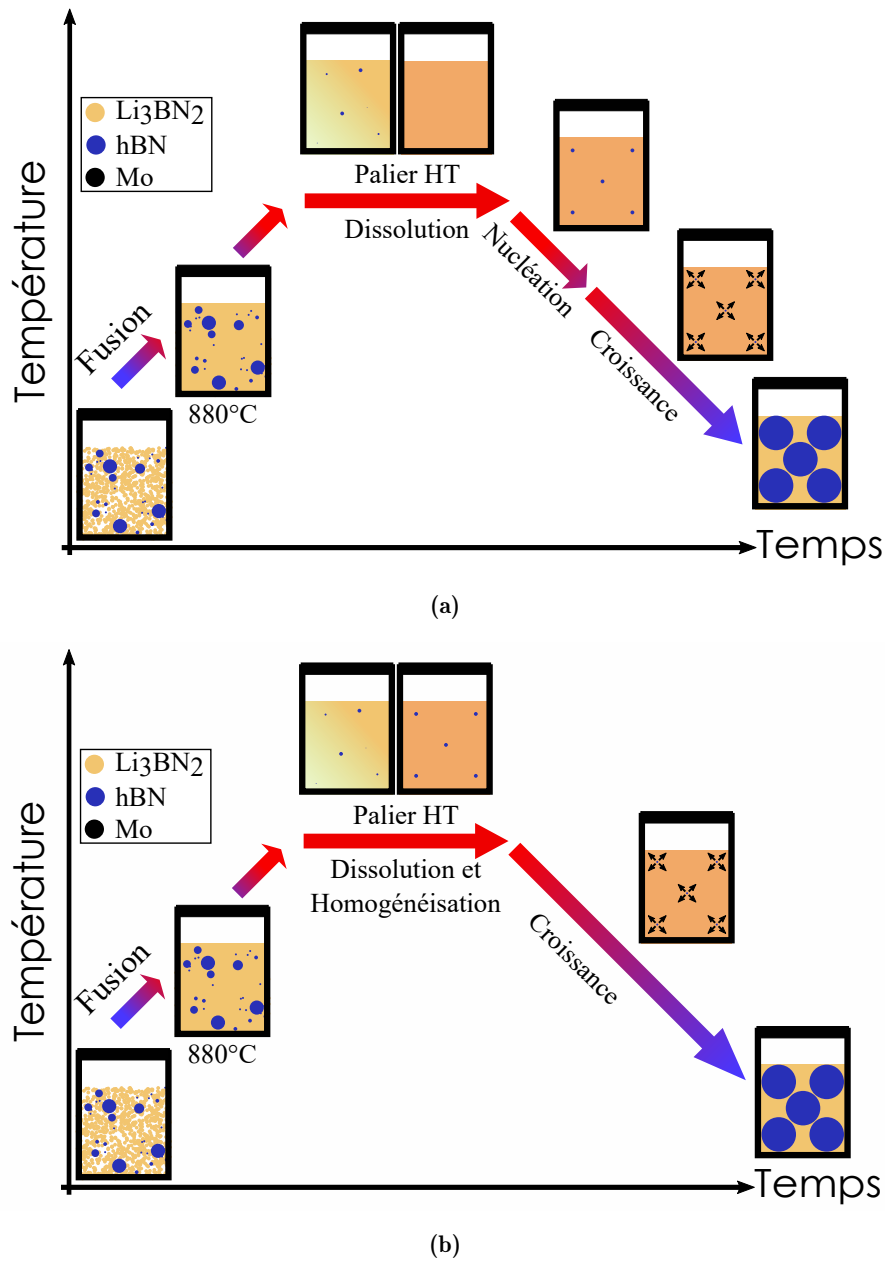 Température
Li3BN2
hBN
Mo
Fusion
880°C
Palier HT
Dissolution
Nucléation
Croissance
Temps
(a)
Température
Li3BN2
hBN
Mo
Fusion
880°C
Palier HT
Dissolution et
Homogénéisation
Croissance
Temps
(b)